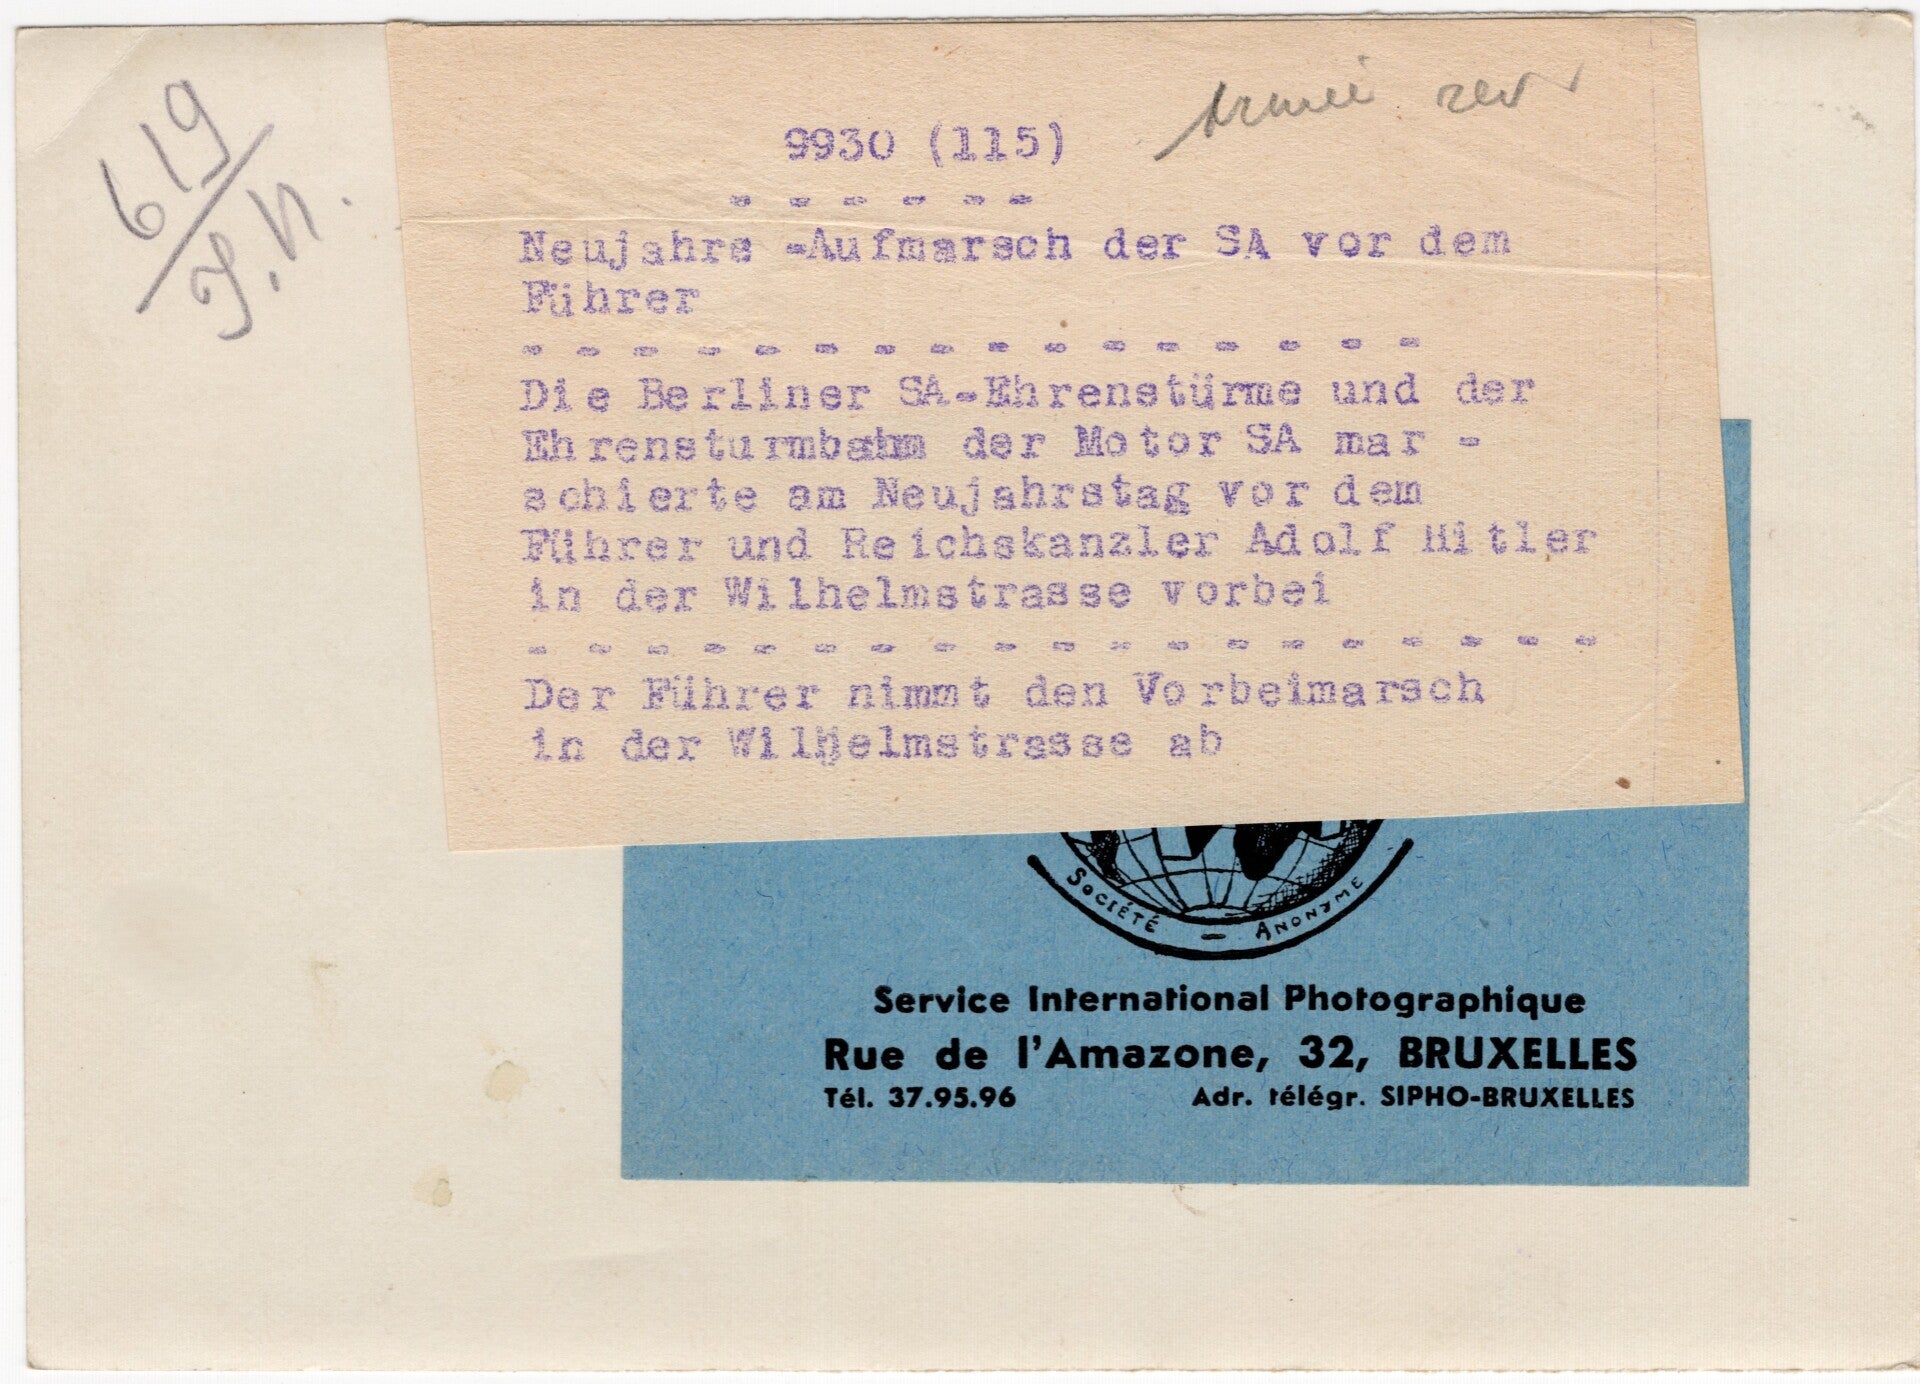 619
J.N.
9930 (115)
- - - - - -
Neujahrs -Aufmarsch der SA vor dem
Führer
- - - - - - - - - - - - - - - -
Die Berliner SA-Ehrenstürme und der
Ehrensturmbahn der Motor SA mar -
schierte am Neujahrstag vor dem
Führer und Reichskanzler Adolf Hitler
in der Wilhelmstrasse vorbei
- - - - - - - - - - - - - - - - - - -
Der Führer nimmt den Vorbeimarsch
in der Wilhelmstrasse ab
SOCIÉTÉ - ANONYME
Service International Photographique
Rue de l'Amazone, 32, BRUXELLES
Tél. 37.95.96 Adr. télégr. SIPHO-BRUXELLES